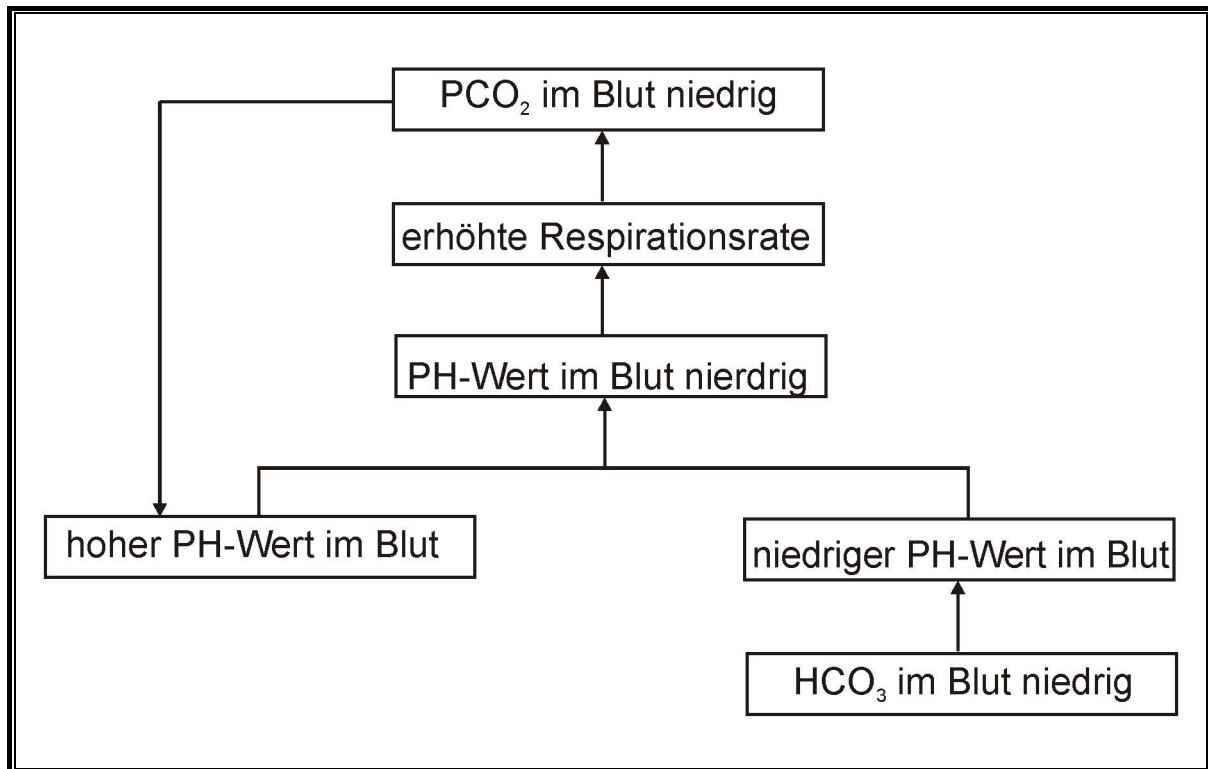 PCO₂ im Blut niedrig
erhöhte Respirationsrate
PH-Wert im Blut nierdrig
hoher PH-Wert im Blut
niedriger PH-Wert im Blut
HCO₃ im Blut niedrig